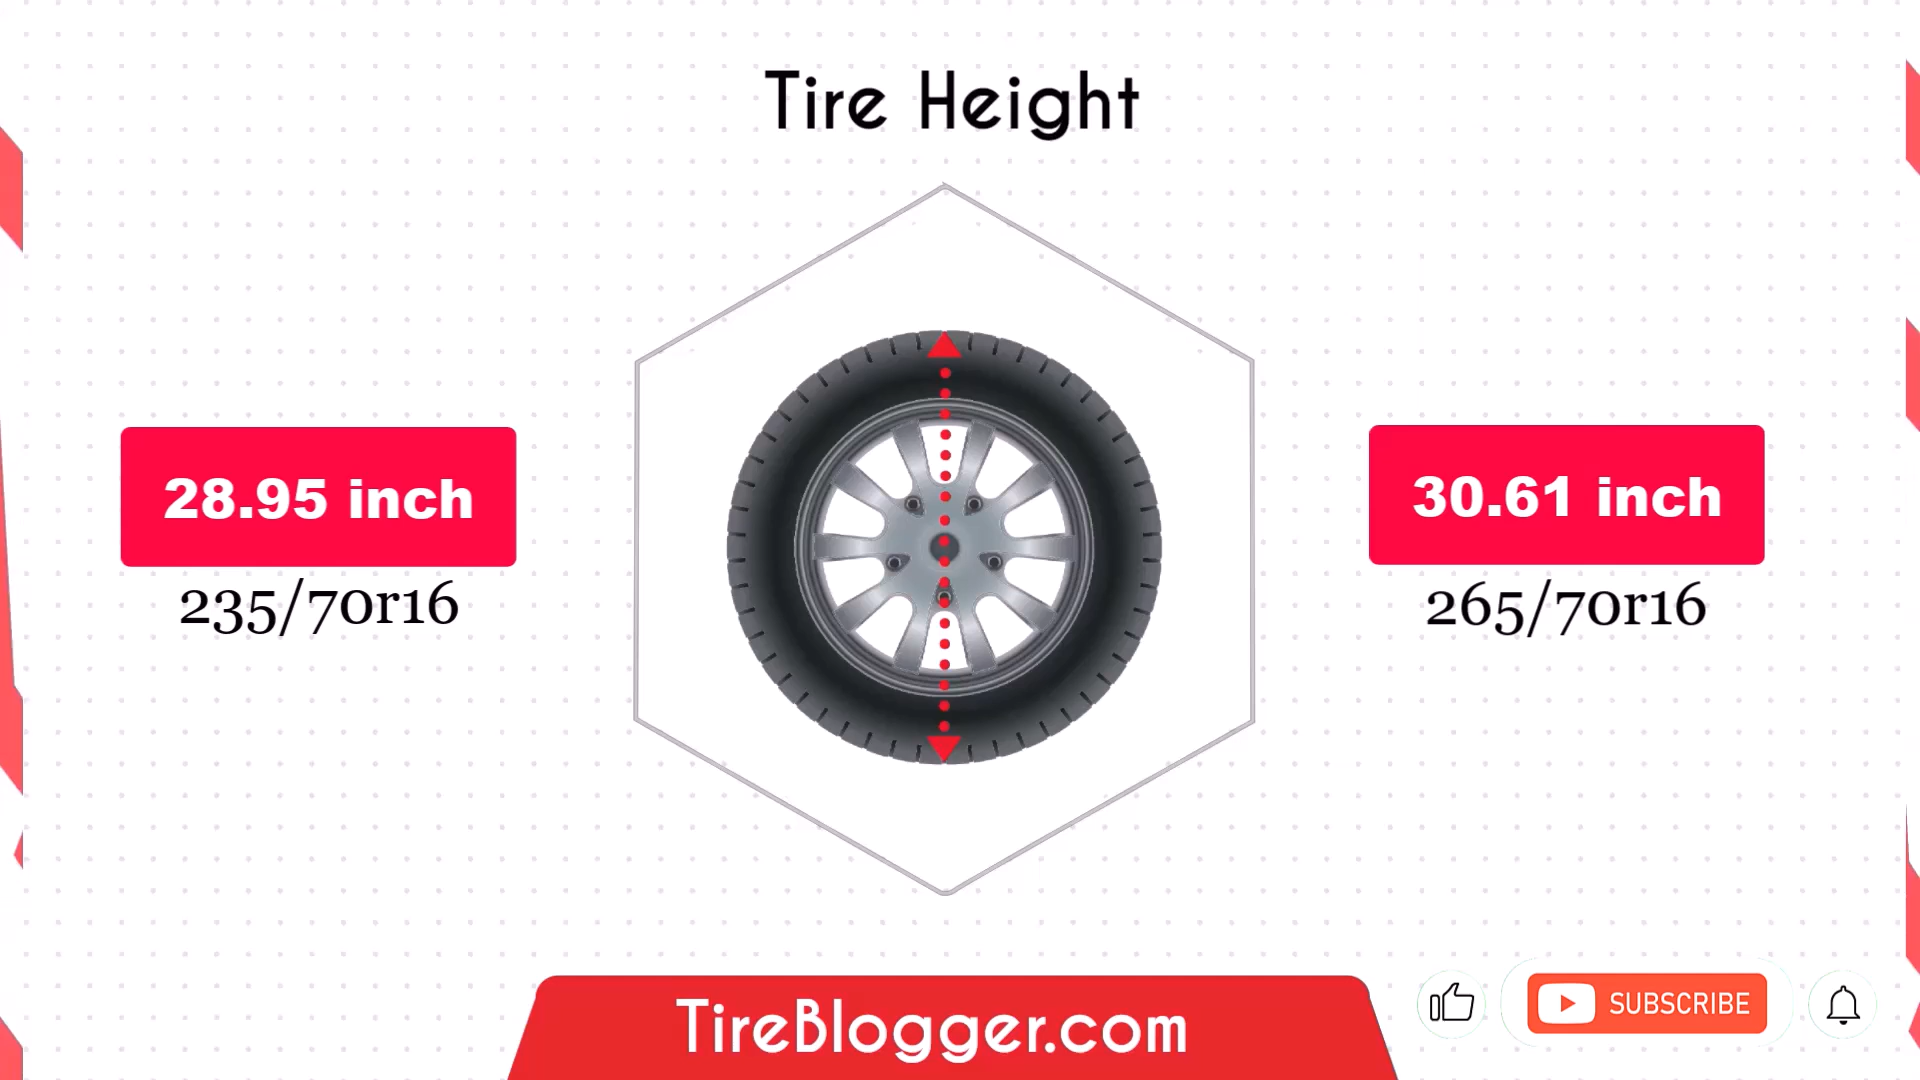 Tire Height
28.95 inch
235/70r16
30.61 inch
265/70r16
TireBlogger.com
SUBSCRIBE